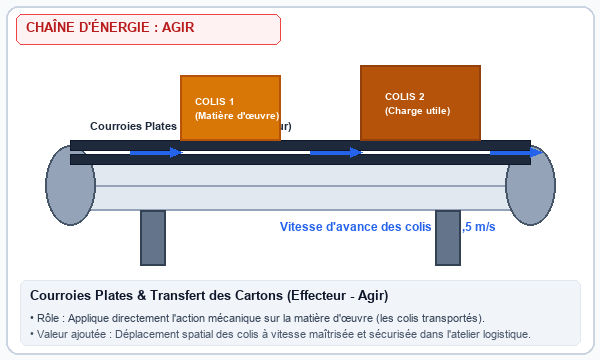 CHAÎNE D'ÉNERGIE : AGIR
COLIS 1
(Matière d'œuvre)
COLIS 2
(Charge utile)
Courroies Plates
Vitesse d'avance des colis ,5 m/s
Courroies Plates & Transfert des Cartons (Effecteur - Agir)
• Rôle : Applique directement l'action mécanique sur la matière d'œuvre (les colis transportés).
• Valeur ajoutée : Déplacement spatial des colis à vitesse maîtrisée et sécurisée dans l'atelier logistique.